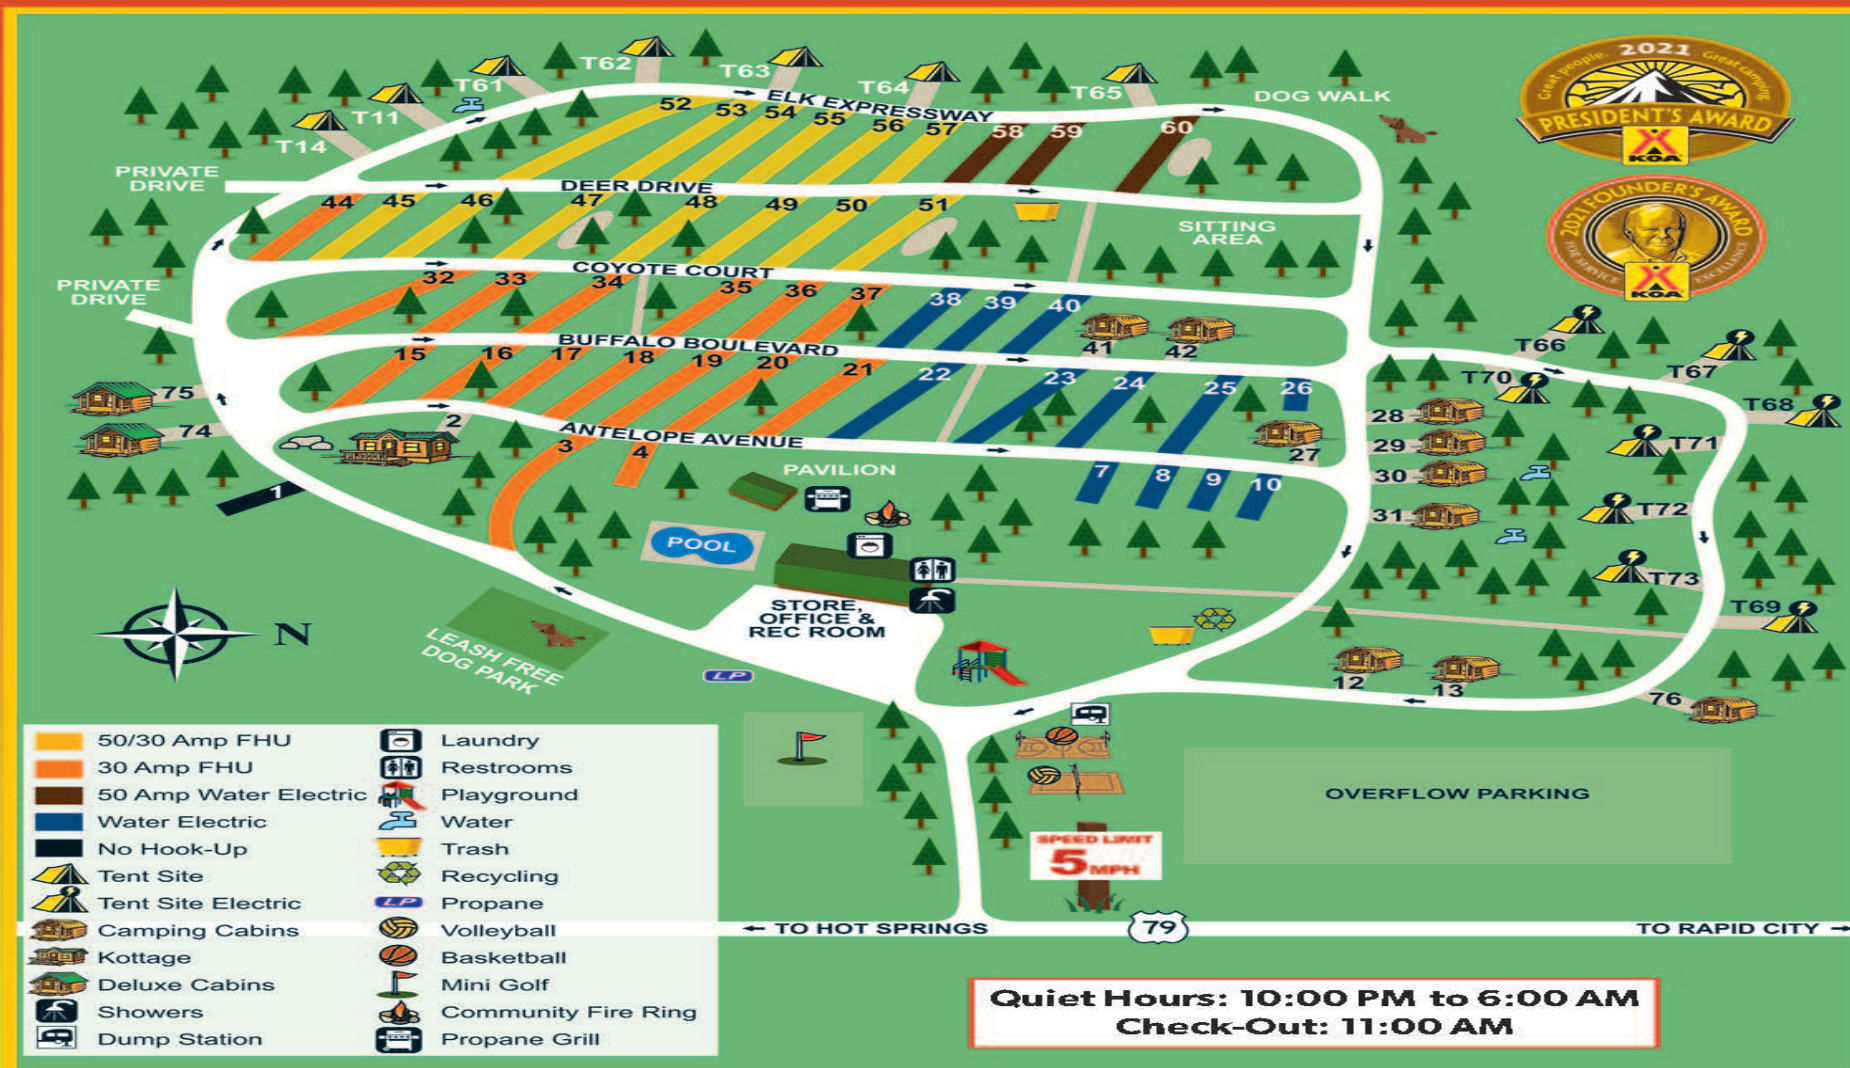 2021
Great people. Great camping
PRESIDENT'S AWARD
KOA
2021 FOUNDER'S AWARD
FOR SERVICE EXCELLENCE
KOA
T62
T63
T61
T64
T65
T11
T14
DOG WALK
ELK EXPRESSWAY
52
53
54
55
56
57
58
59
60
PRIVATE
DRIVE
DEER DRIVE
44
45
46
47
48
49
50
51
SITTING
AREA
COYOTE COURT
PRIVATE
DRIVE
32
33
34
35
36
37
38
39
40
41
42
BUFFALO BOULEVARD
15
16
17
18
19
20
21
22
23
24
25
26
27
T66
T67
T70
T68
T71
T72
T73
T69
28
29
30
31
75
74
2
ANTELOPE AVENUE
3
4
7
8
9
10
1
PAVILION
POOL
STORE,
OFFICE &
REC ROOM
N
LEASH FREE
DOG PARK
LP
12
13
76
OVERFLOW PARKING
SPEED LIMIT
5 MPH
50/30 Amp FHU
30 Amp FHU
50 Amp Water Electric
Water Electric
No Hook-Up
Tent Site
Tent Site Electric
Camping Cabins
Kottage
Deluxe Cabins
Showers
Dump Station
Laundry
Restrooms
Playground
Water
Trash
Recycling
LP Propane
Volleyball
Basketball
Mini Golf
Community Fire Ring
Propane Grill
TO HOT SPRINGS
79
TO RAPID CITY
Quiet Hours: 10:00 PM to 6:00 AM
Check-Out: 11:00 AM